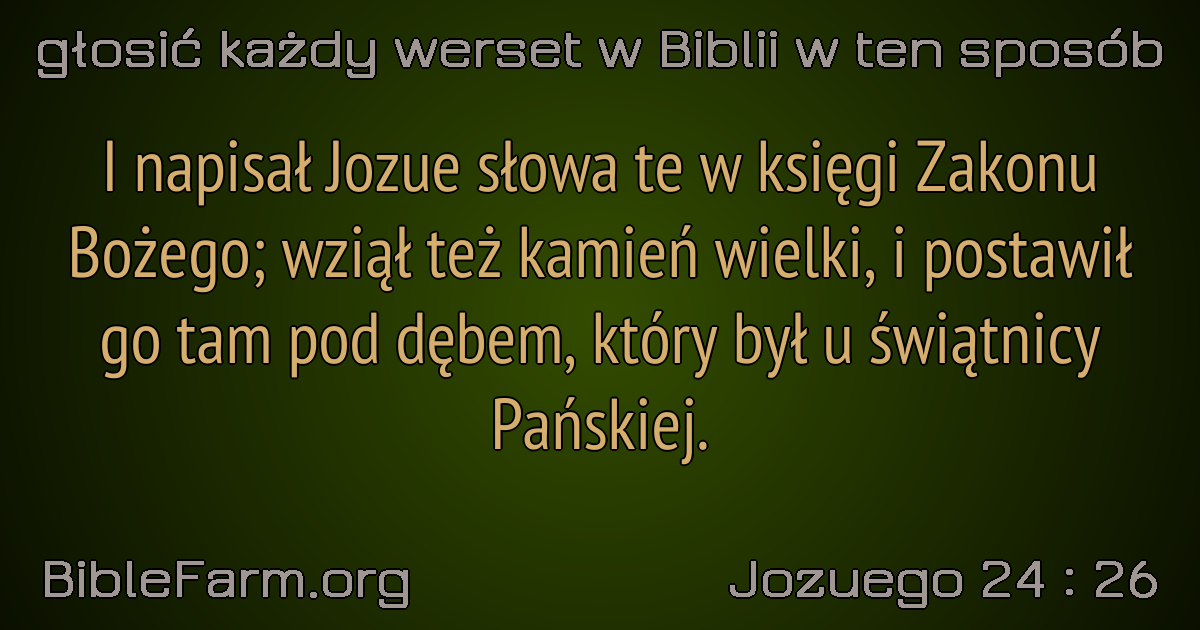 głosić każdy werset w Biblii w ten sposób
I napisał Jozue słowa te w księgi Zakonu
Bożego; wziął też kamień wielki, i postawił
go tam pod dębem, który był u świątnicy
Pańskiej.
BibleFarm.org
Jozuego 24 : 26